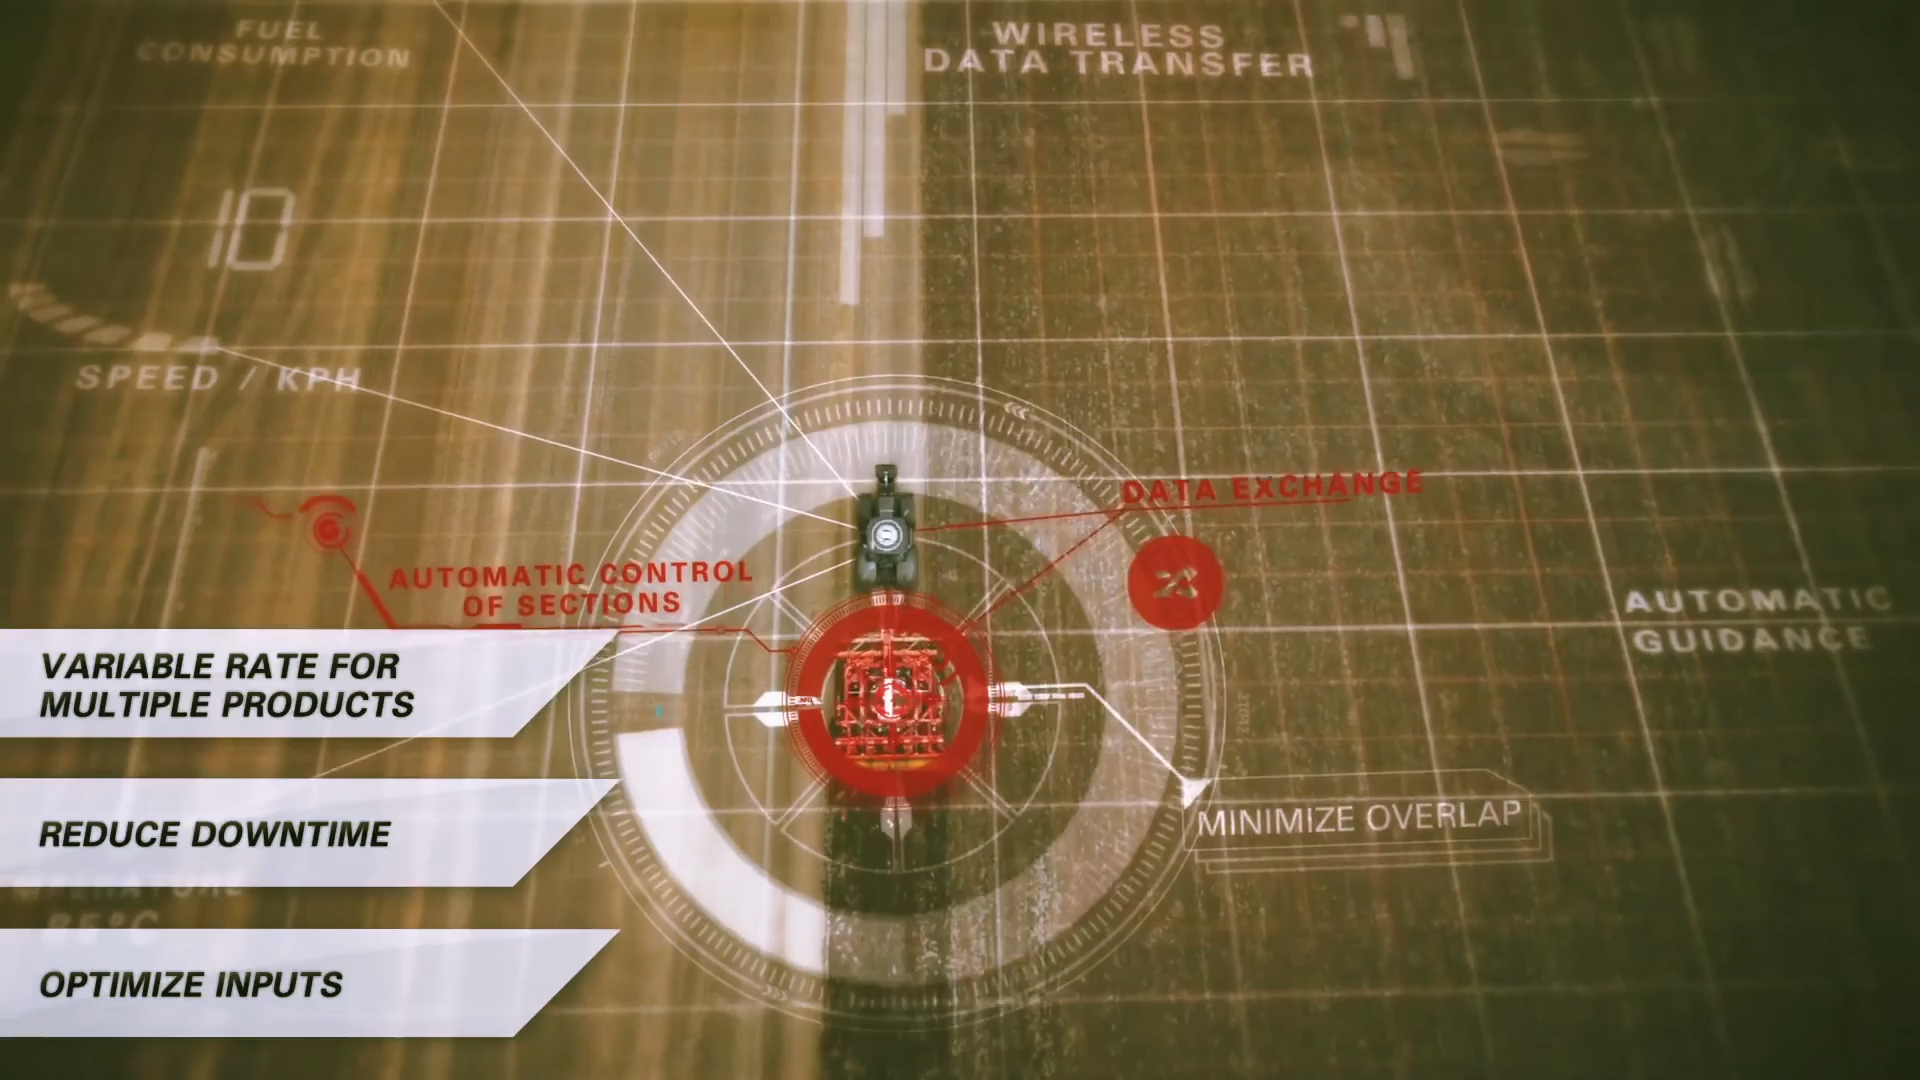 FUEL
CONSUMPTION
WIRELESS
DATA TRANSFER
10
SPEED / KPH
DATA EXCHANGE
AUTOMATIC CONTROL
OF SECTIONS
AUTOMATIC
GUIDANCE
VARIABLE RATE FOR
MULTIPLE PRODUCTS
MINIMIZE OVERLAP
REDUCE DOWNTIME
OPTIMIZE INPUTS